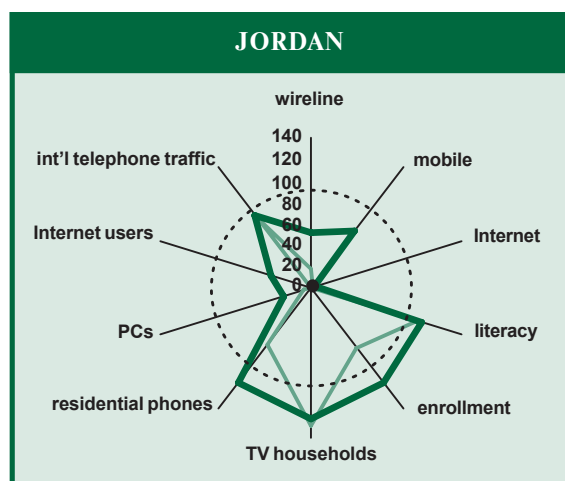 JORDAN
wireline
140
120
100
80
60
40
20
0
int'l telephone traffic
mobile
Internet users
Internet
PCs
literacy
residential phones
enrollment
TV households